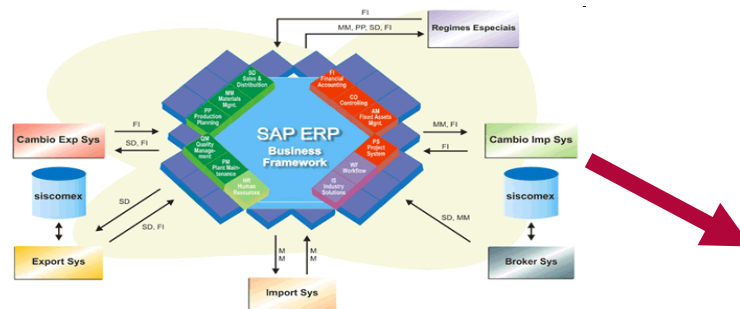 FI
MM, PP, SD, FI
Regimes Especiais
SD
Sales &
Distribution
MM
Materials
Mgmt.
PP
Production
Planning
QM
Quality
Manage-
ment
PM
Plant Main-
tenance
HR
Human
Resources
FI
Financial
Accounting
CO
Controlling
AM
Fixed Assets
Mgmt.
PS
Project
System
WF
Workflow
IS
Industry
Solutions
SAP ERP
Business
Framework
Cambio Exp Sys
FI
SD, FI
MM, FI
FI
Cambio Imp Sys
siscomex
siscomex
SD
SD, FI
SD, MM
Export Sys
M
M
M
M
Import Sys
Broker Sys